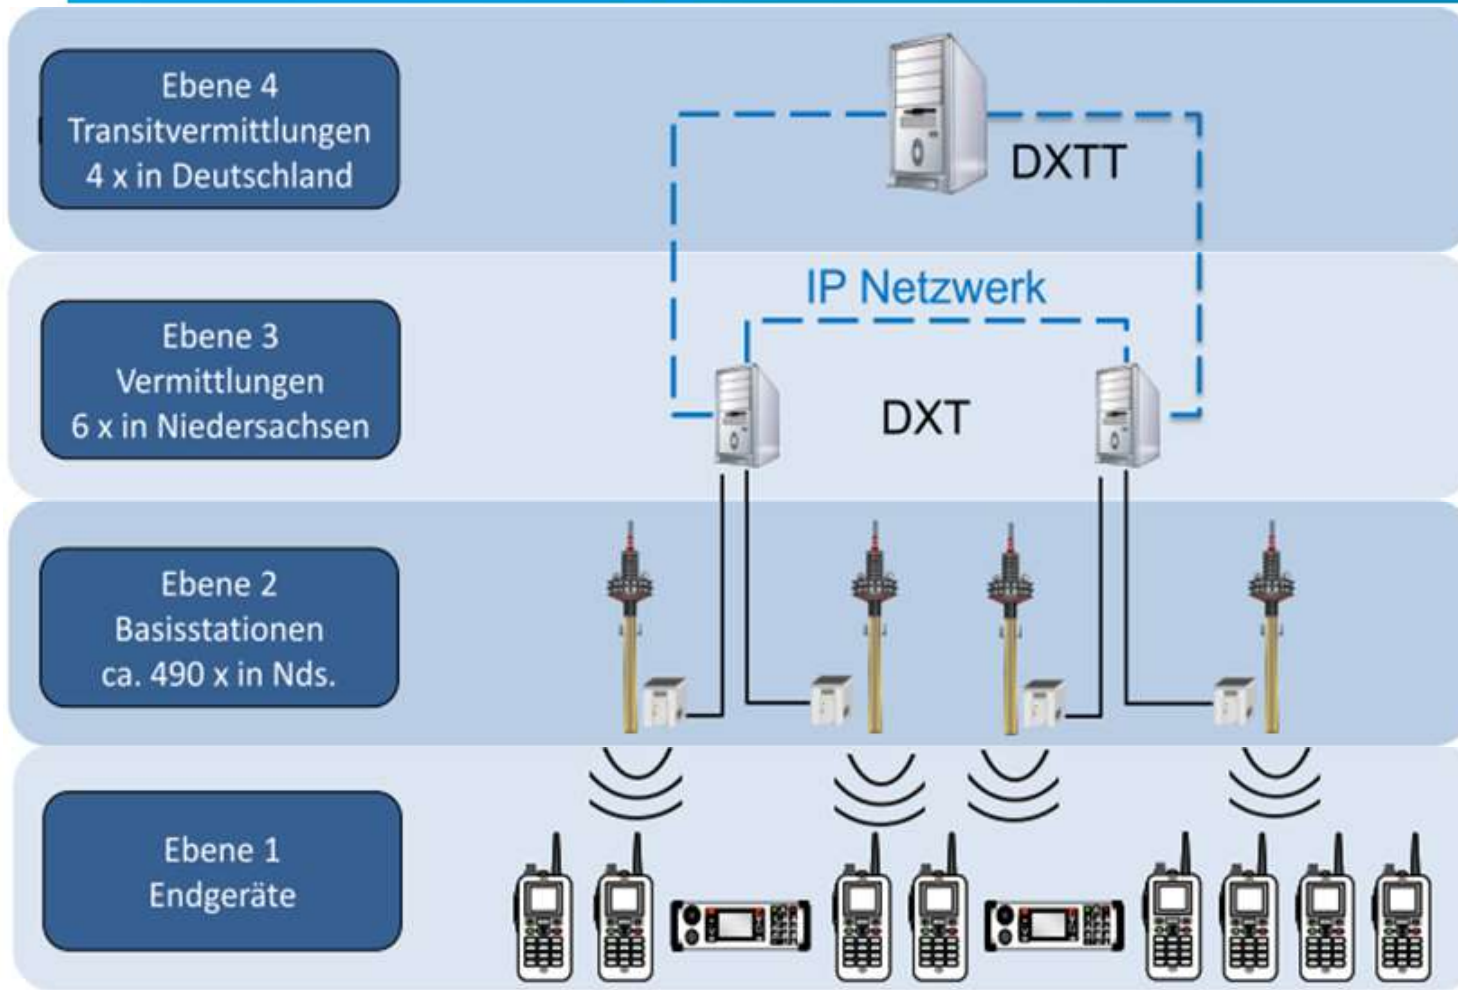 Ebene 4
Transitvermittlungen
4 x in Deutschland
DXTT
IP Netzwerk
Ebene 3
Vermittlungen
6 x in Niedersachsen
DXT
Ebene 2
Basisstationen
ca. 490 x in Nds.
Ebene 1
Endgeräte